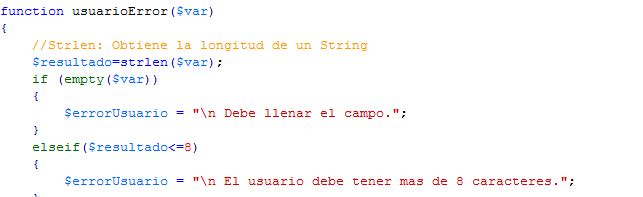 function usuarioError($var)
{
    //Strlen: Obtiene la longitud de un String
    $resultado=strlen($var);
    if (empty($var))
    {
        $errorUsuario = "\n Debe llenar el campo.";
    }
    elseif($resultado<=8)
    {
        $errorUsuario = "\n El usuario debe tener mas de 8 caracteres.";